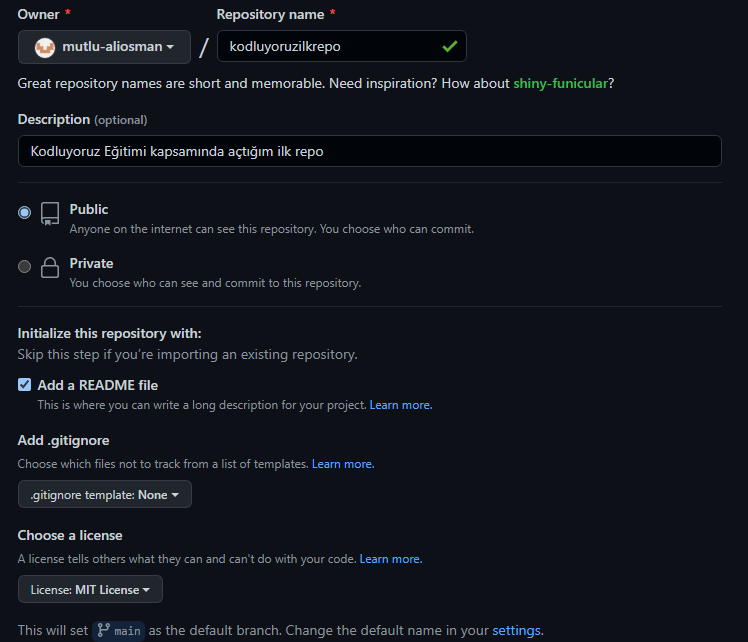 Owner * Repository name *
mutlu-aliosman / kodluyoruzilkrepo
Great repository names are short and memorable. Need inspiration? How about shiny-funicular?
Description (optional)
Kodluyoruz Eğitimi kapsamında açtığım ilk repo
Public
Anyone on the internet can see this repository. You choose who can commit.
Private
You choose who can see and commit to this repository.
Initialize this repository with:
Skip this step if you're importing an existing repository.
Add a README file
This is where you can write a long description for your project. Learn more.
Add .gitignore
Choose which files not to track from a list of templates. Learn more.
.gitignore template: None
Choose a license
A license tells others what they can and can't do with your code. Learn more.
License: MIT License
This will set main as the default branch. Change the default name in your settings.